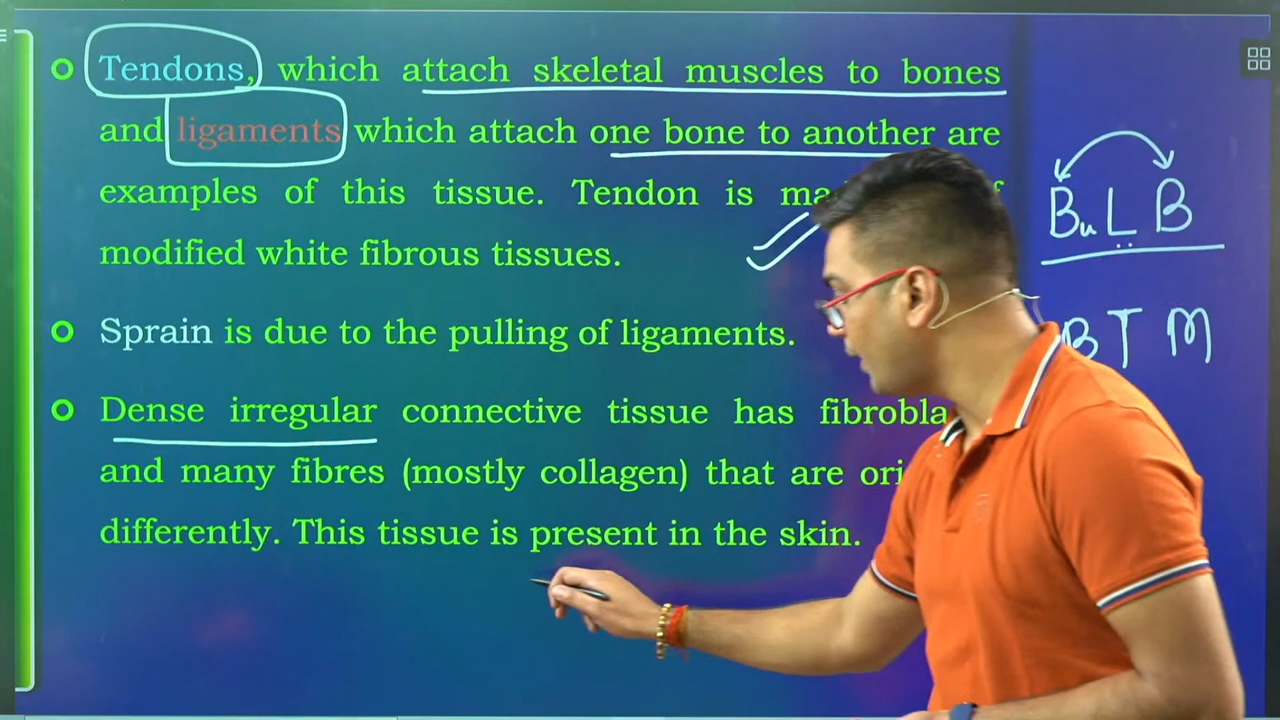 Tendons, which attach skeletal muscles to bones
and ligaments which attach one bone to another are
examples of this tissue. Tendon is
modified white fibrous tissues.
Sprain is due to the pulling of ligaments.
Dense irregular connective tissue has
and many fibres (mostly collagen) that are
differently. This tissue is present in the skin.
Bu L B
B T M